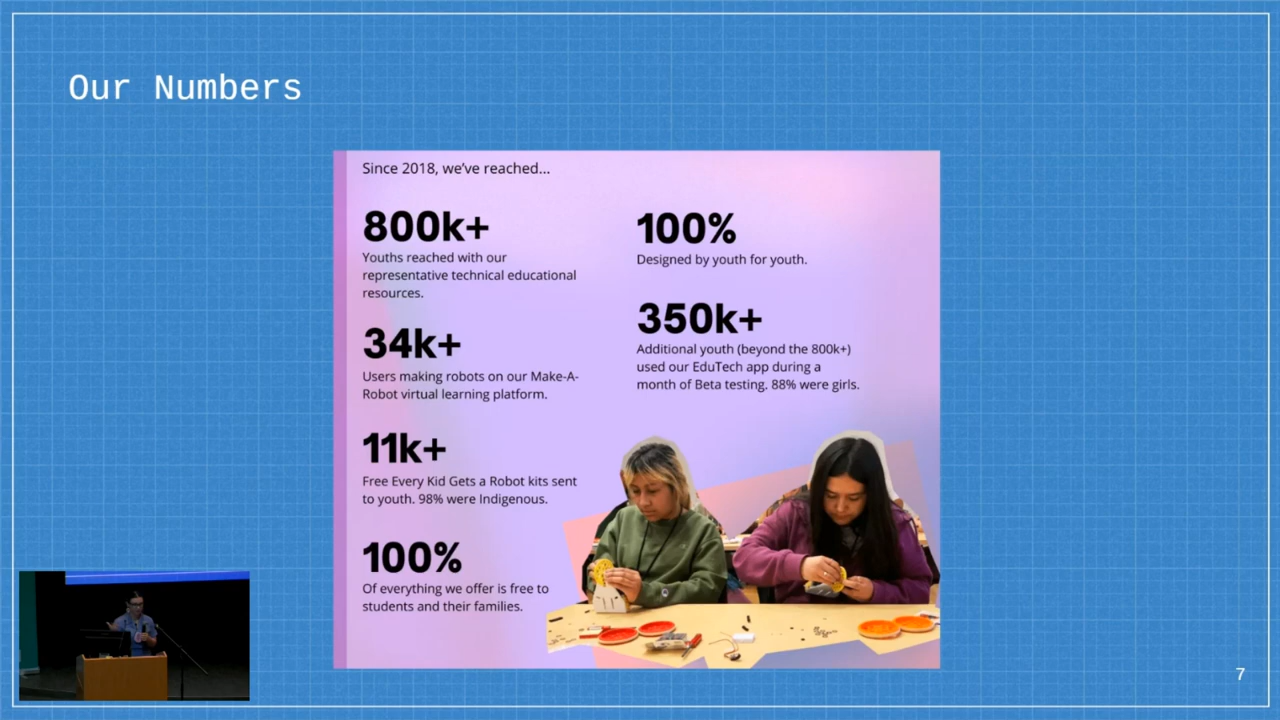 Our Numbers
Since 2018, we’ve reached...
800k+
Youths reached with our
representative technical educational
resources.
34k+
Users making robots on our Make-A-
Robot virtual learning platform.
11k+
Free Every Kid Gets a Robot kits sent
to youth. 98% were Indigenous.
100%
Of everything we offer is free to
students and their families.
100%
Designed by youth for youth.
350k+
Additional youth (beyond the 800k+)
used our EduTech app during a
month of Beta testing. 88% were girls.
7